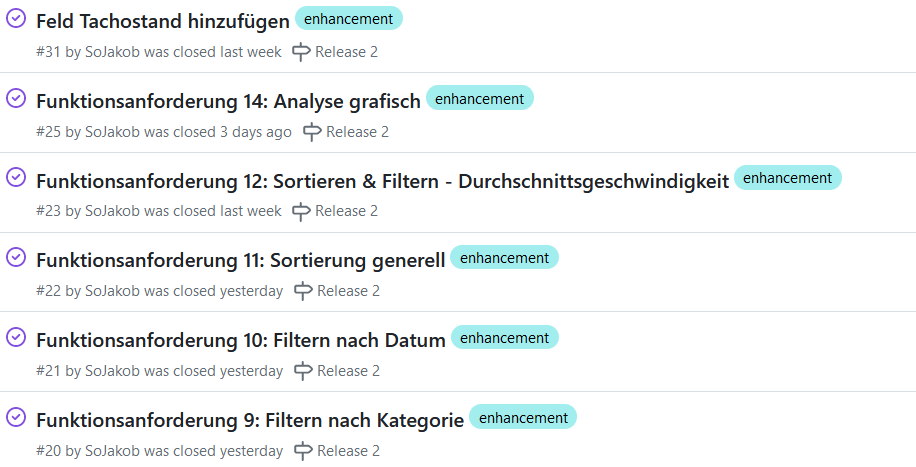 Feld Tachostand hinzufügen enhancement
#31 by SoJakob was closed last week Release 2
Funktionsanforderung 14: Analyse grafisch enhancement
#25 by SoJakob was closed 3 days ago Release 2
Funktionsanforderung 12: Sortieren & Filtern - Durchschnittsgeschwindigkeit enhancement
#23 by SoJakob was closed last week Release 2
Funktionsanforderung 11: Sortierung generell enhancement
#22 by SoJakob was closed yesterday Release 2
Funktionsanforderung 10: Filtern nach Datum enhancement
#21 by SoJakob was closed yesterday Release 2
Funktionsanforderung 9: Filtern nach Kategorie enhancement
#20 by SoJakob was closed yesterday Release 2